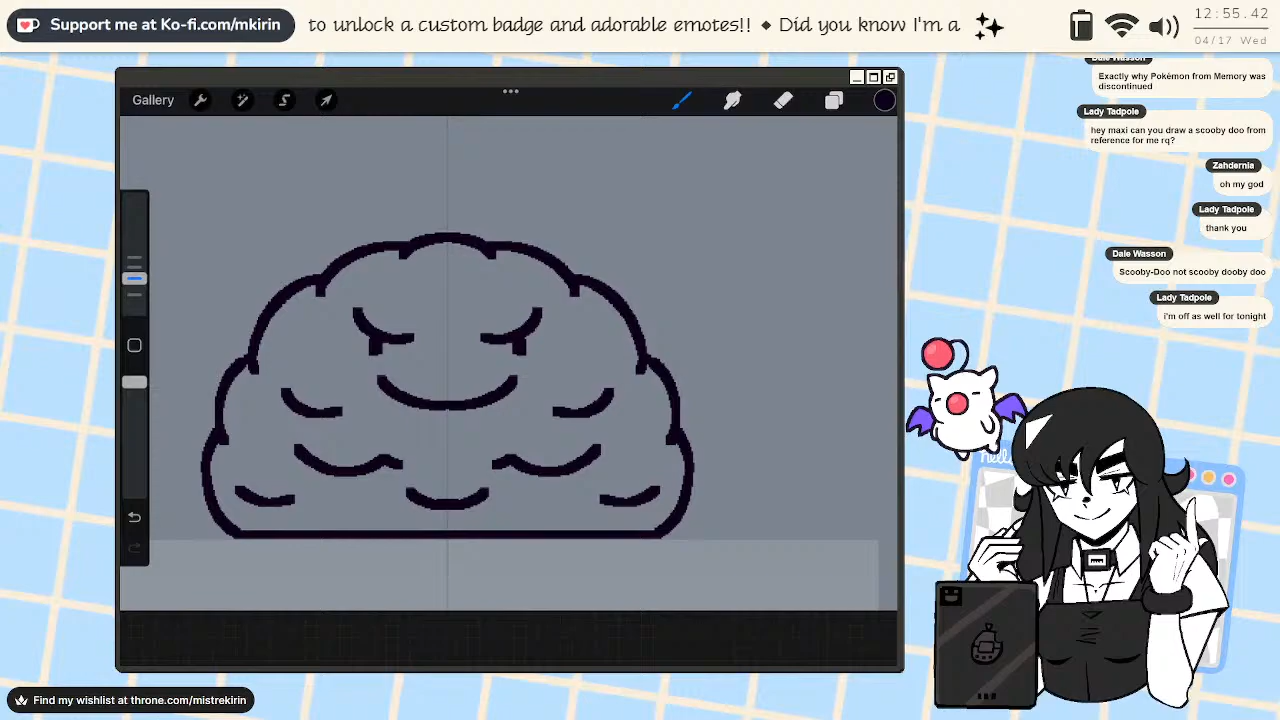 Support me at Ko-fi.com/mkirin
to unlock a custom badge and adorable emotes!! ◆ Did you know I'm a
12:55.42
04/17 Wed
Gallery
Dale Wasson
Exactly why Pokémon from Memory was
discontinued
Lady Tadpole
hey maxi can you draw a scooby doo from
reference for me rq?
Zahdernia
oh my god
Lady Tadpole
thank you
Dale Wasson
Scooby-Doo not scooby dooby doo
Lady Tadpole
i'm off as well for tonight
hello
Find my wishlist at throne.com/mistrekirin